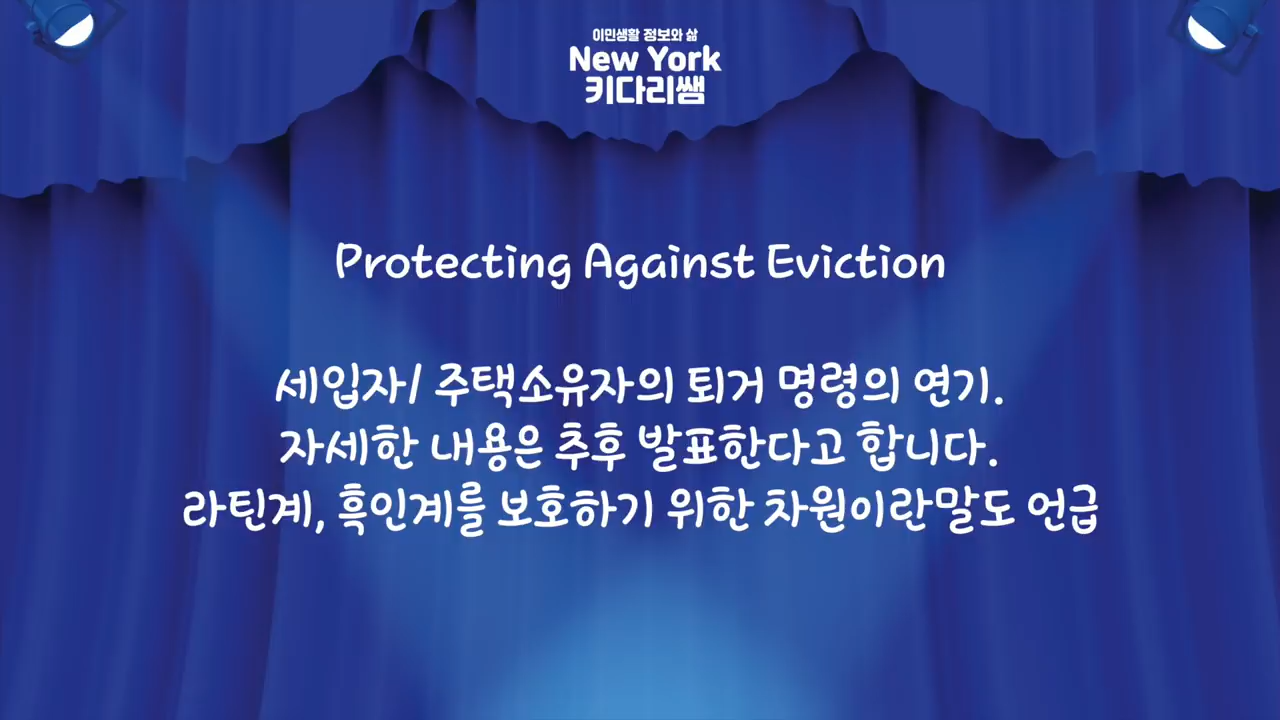 이민생활 정보와 삶
New York
키다리쌤
Protecting Against Eviction
세입자/ 주택소유자의 퇴거 명령의 연기.
자세한 내용은 추후 발표한다고 합니다.
라틴계, 흑인계를 보호하기 위한 차원이란말도 언급